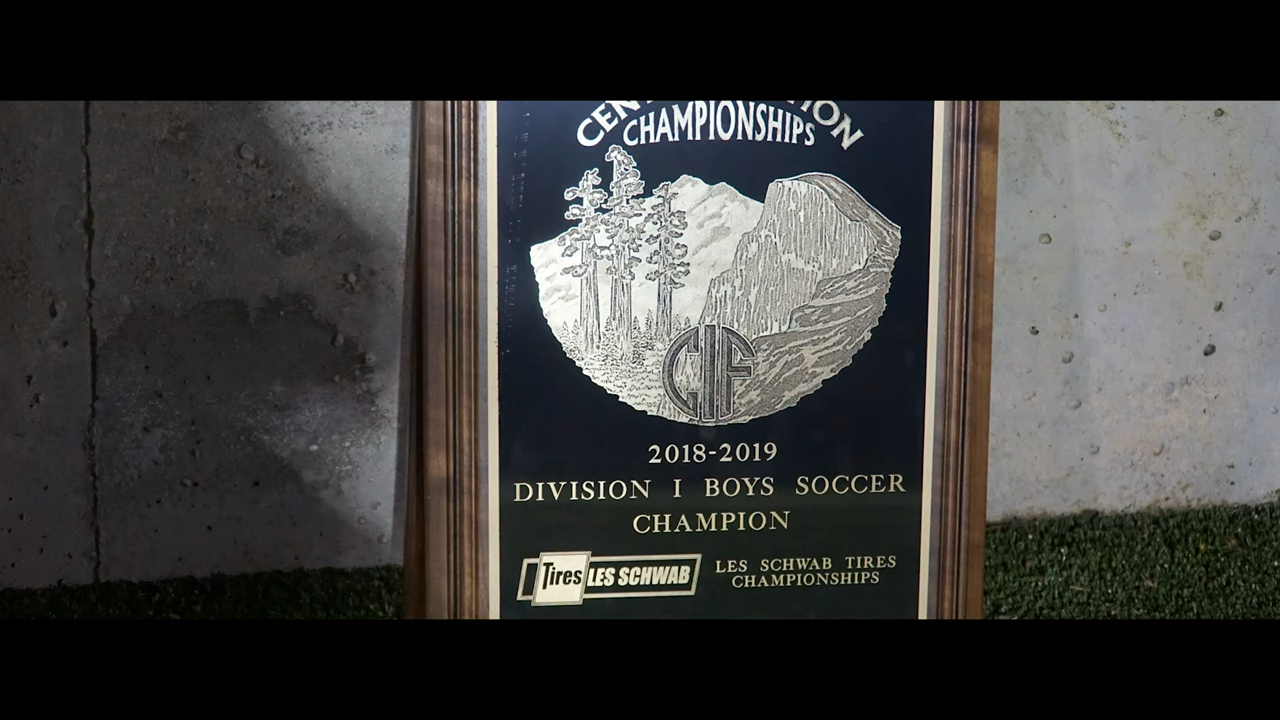 CHAMPIONSHIPS
CIF
2018-2019
DIVISION I BOYS SOCCER
CHAMPION
Tires LES SCHWAB
LES SCHWAB TIRES
CHAMPIONSHIPS